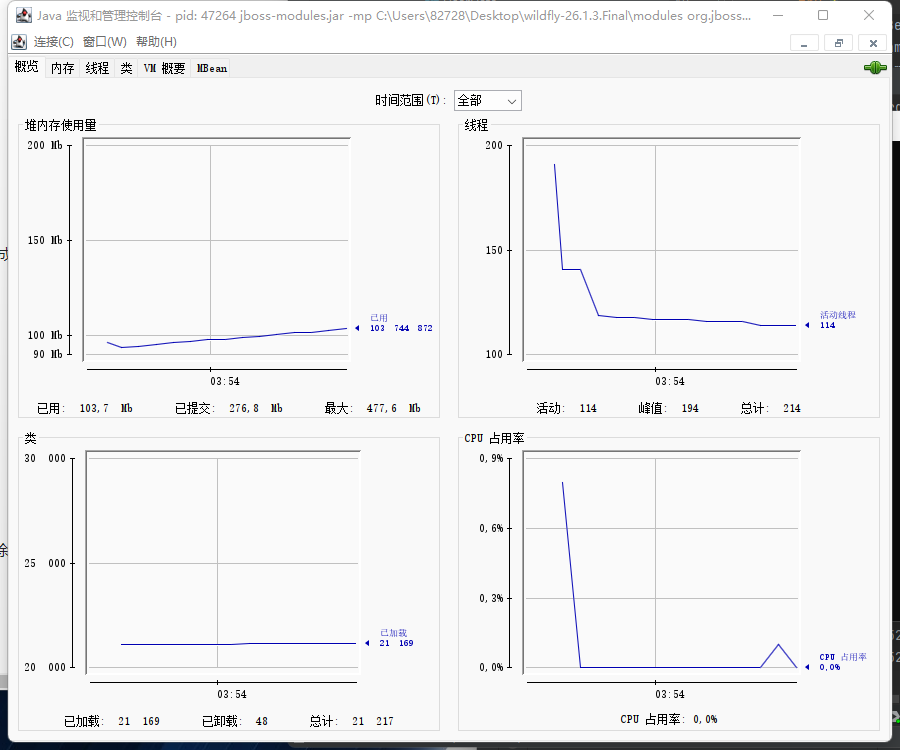 Java 监视和管理控制台 - pid: 47264 jboss-modules.jar -mp C:\Users\82728\Desktop\wildfly-26.1.3.Final\modules org.jboss...
连接(C) 窗口(W) 帮助(H)
概览 内存 线程 类 VM 概要 MBean
时间范围(T): 全部
堆内存使用量
200 Mb
150 Mb
100 Mb
90 Mb
已用
103 744 872
03:54
已用: 103,7 Mb 已提交: 276,8 Mb 最大: 477,6 Mb
线程
200
150
100
活动线程
114
03:54
活动: 114 峰值: 194 总计: 214
类
30 000
25 000
20 000
已加载
21 169
03:54
已加载: 21 169 已卸载: 48 总计: 21 217
CPU 占用率
0,9%
0,6%
0,3%
0,0%
CPU 占用率
0,0%
03:54
CPU 占用率: 0,0%